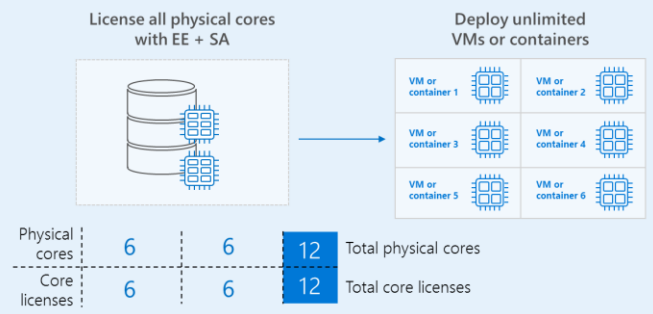 License all physical cores
with EE + SA
Deploy unlimited
VMs or containers
VM or
container 1
VM or
container 2
VM or
container 3
VM or
container 4
VM or
container 5
VM or
container 6
Physical
cores
6
6
12
Total physical cores
Core
licenses
6
6
12
Total core licenses